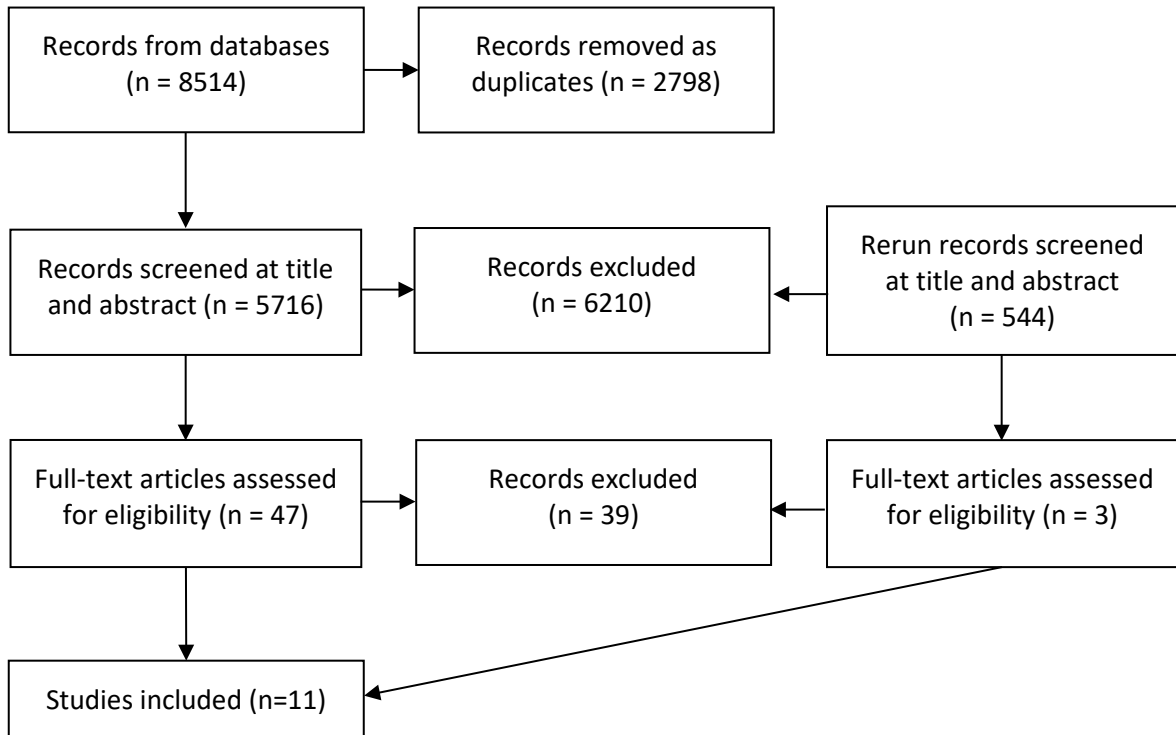 Records from databases
(n = 8514)
Records removed as
duplicates (n = 2798)
Records screened at title
and abstract (n = 5716)
Records excluded
(n = 6210)
Rerun records screened
at title and abstract
(n = 544)
Full-text articles assessed
for eligibility (n = 47)
Records excluded
(n = 39)
Full-text articles assessed
for eligibility (n = 3)
Studies included (n=11)